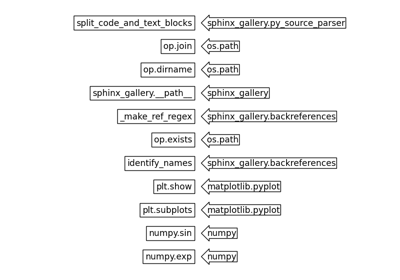 split_code_and_text_blocks sphinx_gallery.py_source_parser
op.join os.path
op.dirname os.path
sphinx_gallery.__path__ sphinx_gallery
_make_ref_regex sphinx_gallery.backreferences
op.exists os.path
identify_names sphinx_gallery.backreferences
plt.show matplotlib.pyplot
plt.subplots matplotlib.pyplot
numpy.sin numpy
numpy.exp numpy